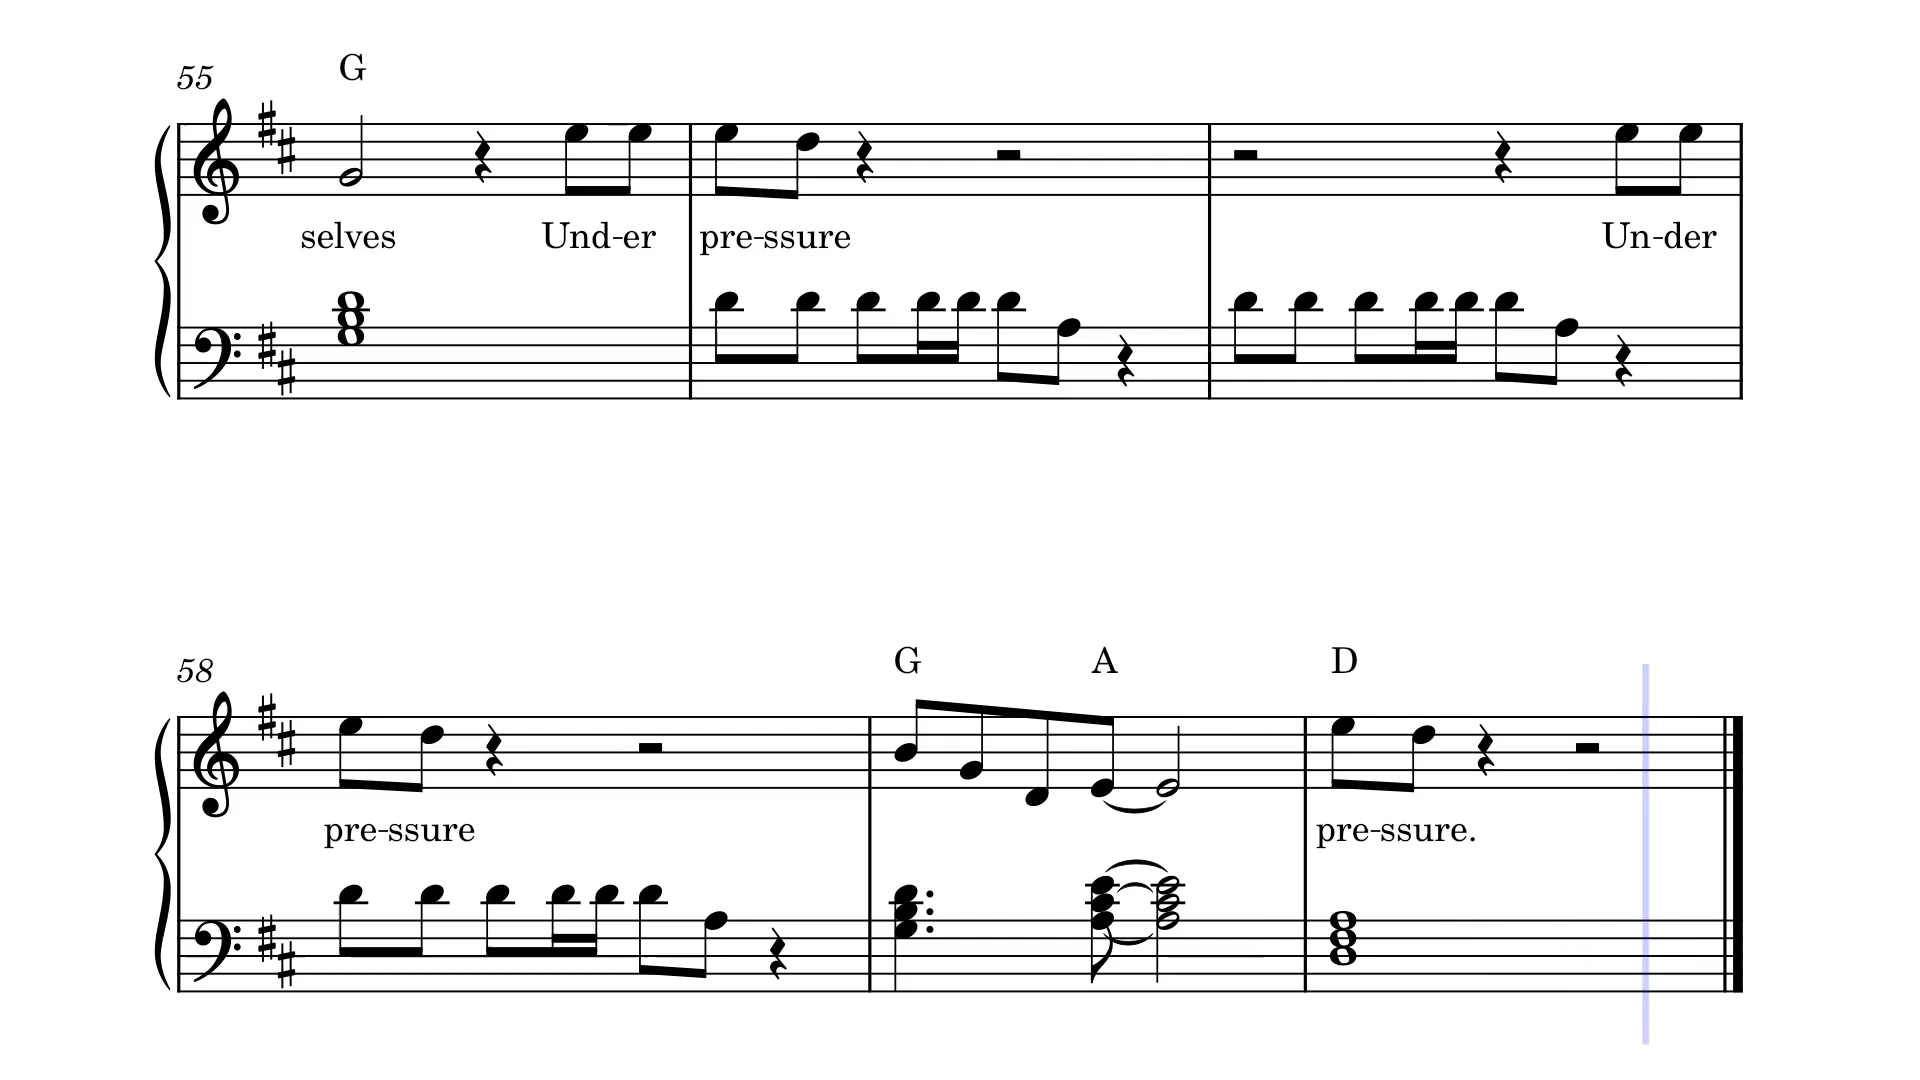 55 G
selves Und-er pre-ssure Un-der
58 G A D
pre-ssure pre-ssure.